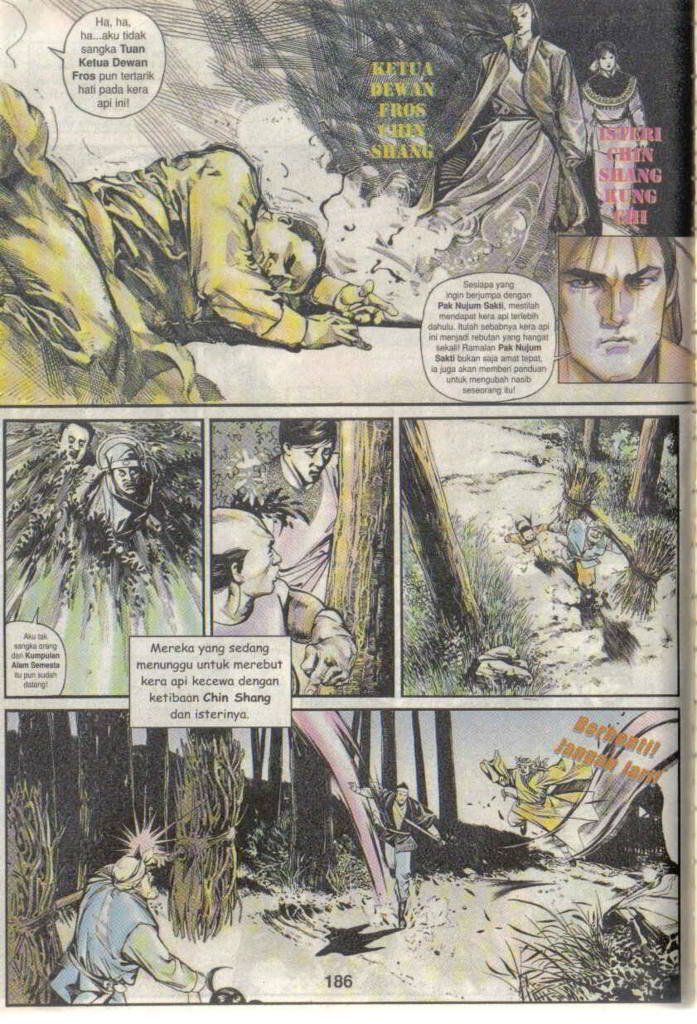 Ha, ha,
ha...aku tidak
sangka Tuan
Ketua Dewan
Fros pun tertarik
hati pada kera
api ini!
KETUA
DEWAN
FROS
CHIN
SHANG
ISTERI
CHIN
SHANG
KUNG
CHI
Sesiapa yang
ingin berjumpa dengan
Pak Nujum Sakti, mestilah
mendapat kera api terlebih
dahulu. Itulah sebabnya kera api
ini menjadi rebutan yang hangat
sekali! Ramalan Pak Nujum
Sakti bukan saja amat tepat,
ia juga akan memberi panduan
untuk mengubah nasib
seseorang itu!
Aku tak
sangka orang
dari Kumpulan
Alam Semesta
itu pun sudah
datang!
Mereka yang sedang
menunggu untuk merebut
kera api kecewa dengan
ketibaan Chin Shang
dan isterinya.
Berhenti!
Jangan lari!
186